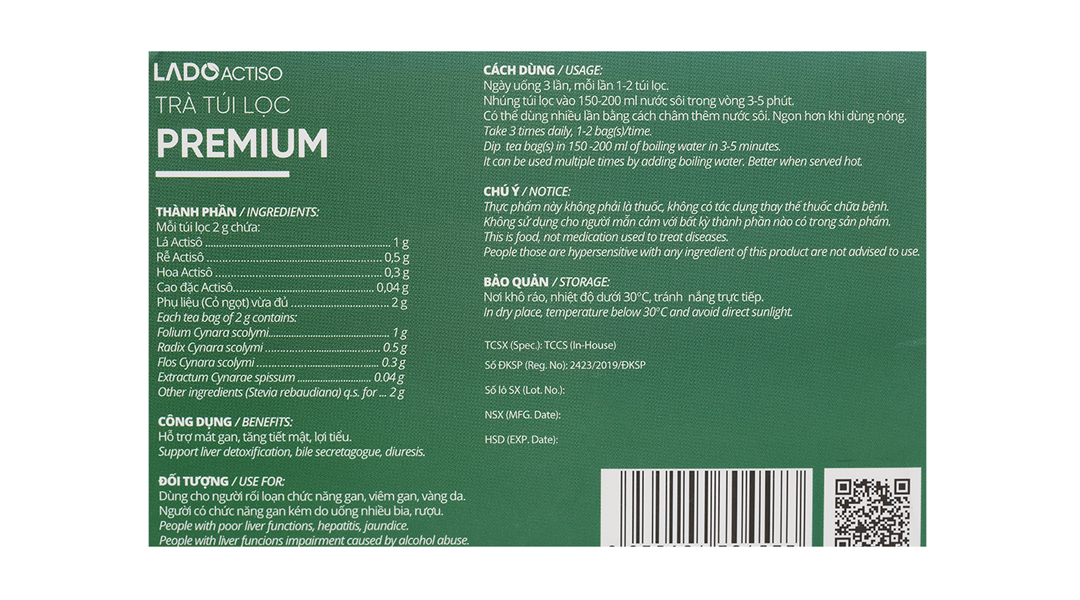 LADO ACTISO
TRÀ TÚI LỌC
PREMIUM
THÀNH PHẦN / INGREDIENTS:
Mỗi túi lọc 2 g chứa:
Lá Actisô ........................................................ 1 g
Rễ Actisô ...................................................... 0,5 g
Hoa Actisô ................................................... 0,3 g
Cao đặc Actisô.......................................... 0,04 g
Phụ liệu (Cỏ ngọt) vừa đủ .............................. 2 g
Each tea bag of 2 g contains:
Folium Cynara scolymi..................................... 1 g
Radix Cynara scolymi ................................... 0.5 g
Flos Cynara scolymi ..................................... 0.3 g
Extractum Cynarae spissum ......................... 0.04 g
Other ingredients (Stevia rebaudiana) q.s. for ... 2 g
CÔNG DỤNG / BENEFITS:
Hỗ trợ mát gan, tăng tiết mật, lợi tiểu.
Support liver detoxification, bile secretagogue, diuresis.
ĐỐI TƯỢNG / USE FOR:
Dùng cho người rối loạn chức năng gan, viêm gan, vàng da.
Người có chức năng gan kém do uống nhiều bia, rượu.
People with poor liver functions, hepatitis, jaundice.
People with liver funcions impairment caused by alcohol abuse.
CÁCH DÙNG / USAGE:
Ngày uống 3 lần, mỗi lần 1-2 túi lọc.
Nhúng túi lọc vào 150-200 ml nước sôi trong vòng 3-5 phút.
Có thể dùng nhiều lần bằng cách châm thêm nước sôi. Ngon hơn khi dùng nóng.
Take 3 times daily, 1-2 bag(s)/time.
Dip tea bag(s) in 150 -200 ml of boiling water in 3-5 minutes.
It can be used multiple times by adding boiling water. Better when served hot.
CHÚ Ý / NOTICE:
Thực phẩm này không phải là thuốc, không có tác dụng thay thế thuốc chữa bệnh.
Không sử dụng cho người mẫn cảm với bất kỳ thành phần nào có trong sản phẩm.
This is food, not medication used to treat diseases.
People those are hypersensitive with any ingredient of this product are not advised to use.
BẢO QUẢN / STORAGE:
Nơi khô ráo, nhiệt độ dưới 30°C, tránh nắng trực tiếp.
In dry place, temperature below 30°C and avoid direct sunlight.
TCSX (Spec.): TCCS (In-House)
Số ĐKSP (Reg. No): 2423/2019/ĐKSP
Số lô SX (Lot. No.):
NSX (MFG. Date):
HSD (EXP. Date):